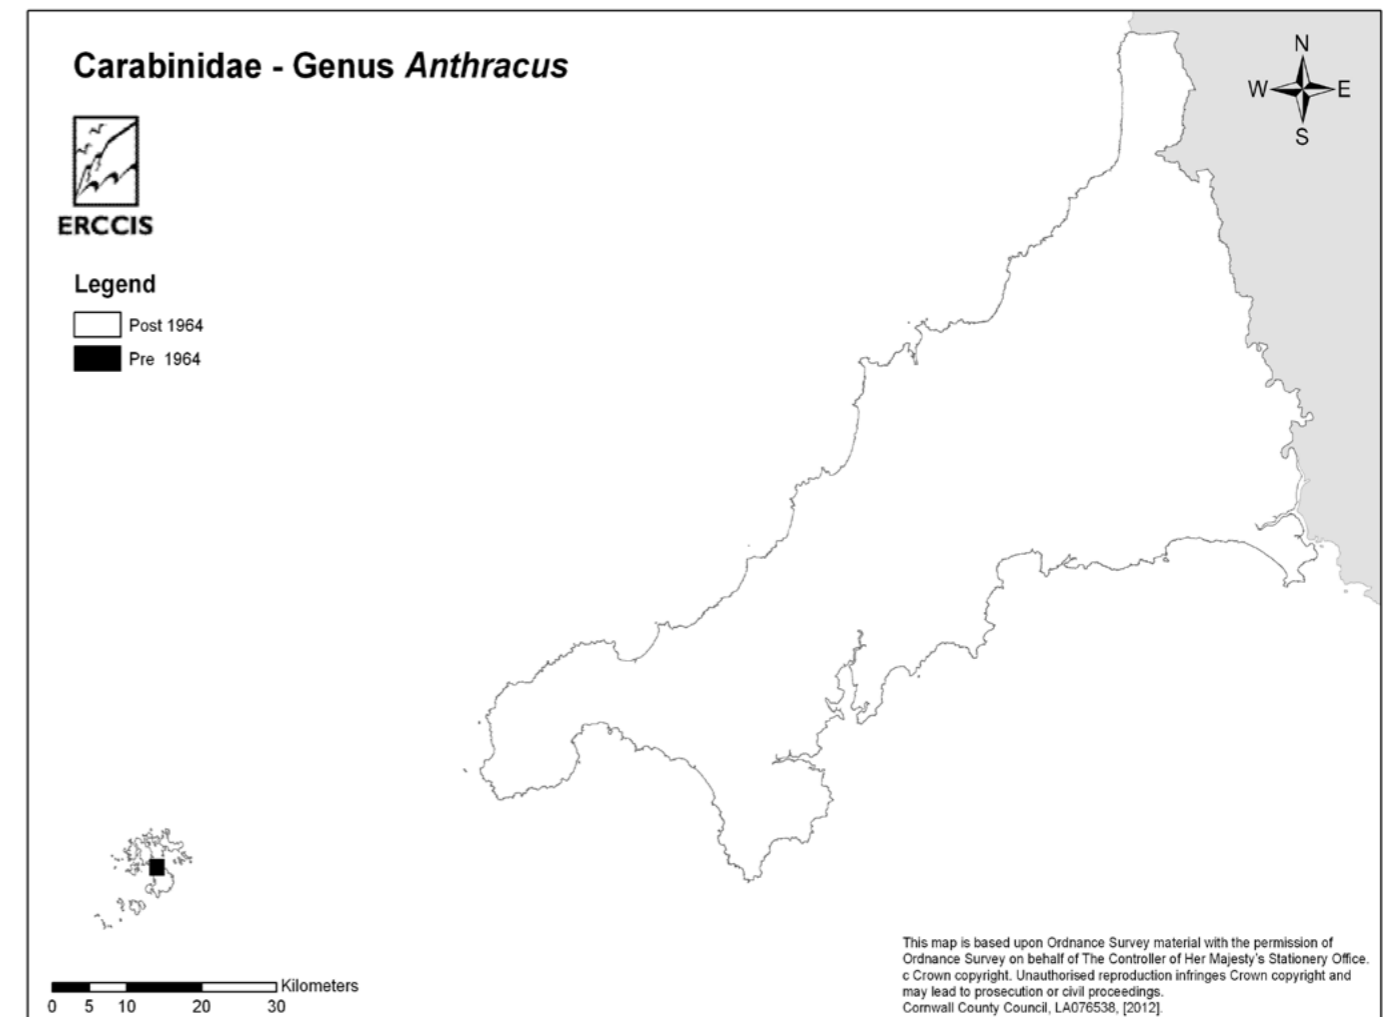 Carabinidae - Genus Anthracus
N
W E
S
ERCCIS
Legend
Post 1964
Pre 1964
This map is based upon Ordnance Survey material with the permission of
Ordnance Survey on behalf of The Controller of Her Majesty's Stationery Office.
c Crown copyright. Unauthorised reproduction infringes Crown copyright and
may lead to prosecution or civil proceedings.
Cornwall County Council, LA076538, [2012].
Kilometers
0 5 10 20 30